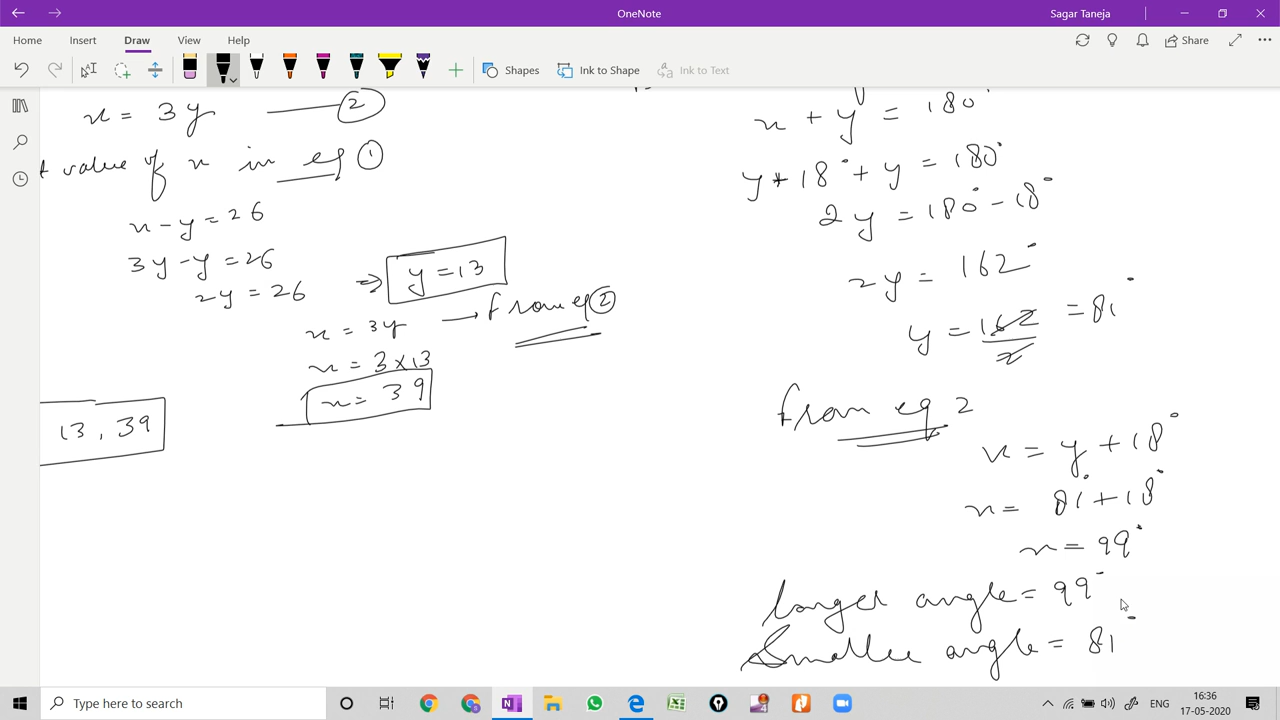 OneNote
Sagar Taneja
Home Insert Draw View Help
Share
Shapes
Ink to Shape
Ink to Text
x = 3y — 2
value of x in eq 1
x - y = 26
3y - y = 26
2y = 26 ⇒ y = 13
x = 3y → from eq 2
x = 3 × 13
x = 39
13, 39
x + y = 180°
y + 18° + y = 180°
2y = 180° - 18°
2y = 162°
y = 162/2 = 81°
from eq 2
x = y + 18°
x = 81° + 18°
x = 99°
larger angle = 99°
Smaller angle = 81°
Type here to search
ENG
16:36
17-05-2020